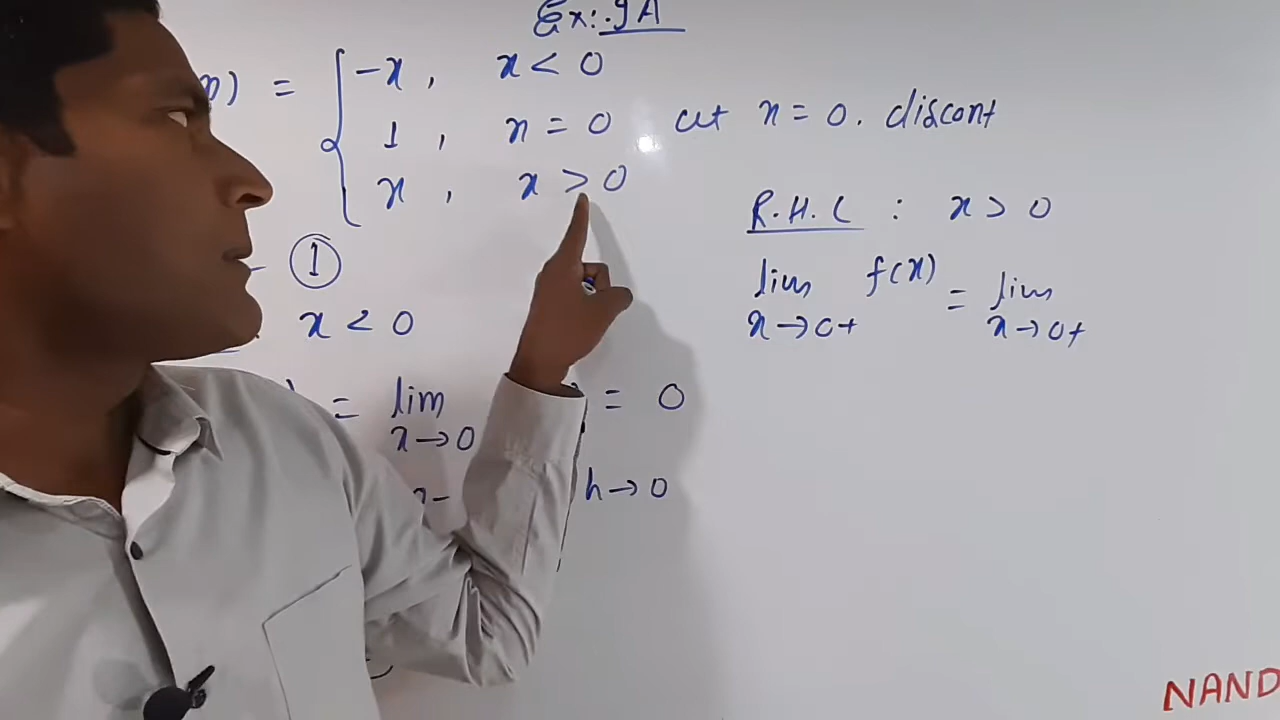 Ex:.9A
x) = { -x, x < 0
1, x = 0 at x = 0. discont
x, x > 0
R.H.L : x > 0
1
lim f(x) = lim
x→0+ x→0+
x < 0
= lim = 0
x→0
h→0
NAND